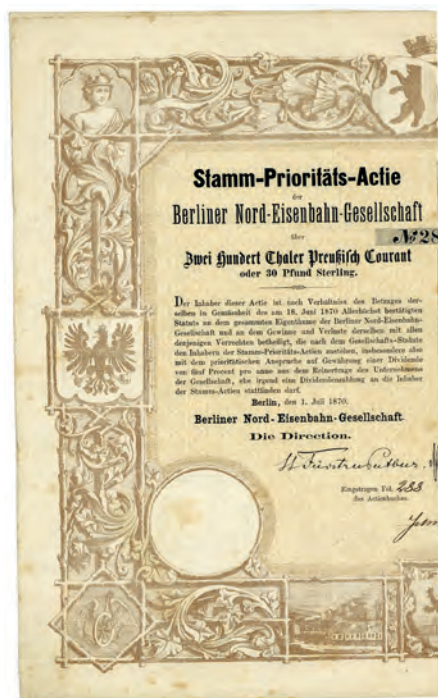 Stamm-Prioritäts-Actie
der
Berliner Nord-Eisenbahn-Gesellschaft
über
№ 28
Zwei Hundert Thaler Preußisch Courant
oder 30 Pfund Sterling.
Der Inhaber dieser Actie ist nach Verhältniss des Betrages der-
selben in Gemässheit des am 18. Juni 1870 Allerhöchst bestätigten
Statuts an dem gesammten Eigenthume der Berliner Nord-Eisenbahn-
Gesellschaft und an dem Gewinne und Verluste derselben mit allen
denjenigen Vorrechten betheiligt, die nach dem Gesellschafts-Statute
den Inhabern der Stamm-Prioritäts-Actien zustehen, insbesondere also
mit dem prioritätischen Anspruche auf Gewährung einer Dividende
von fünf Procent pro anno aus dem Reinertrage des Unternehmens
der Gesellschaft, ehe irgend eine Dividendenzahlung an die Inhaber
der Stamm-Actien stattfinden darf.
Berlin, den 1. Juli 1870.
Berliner Nord-Eisenbahn-Gesellschaft.
Die Direction.
Eingetragen Fol. 288
des Actienbuches.